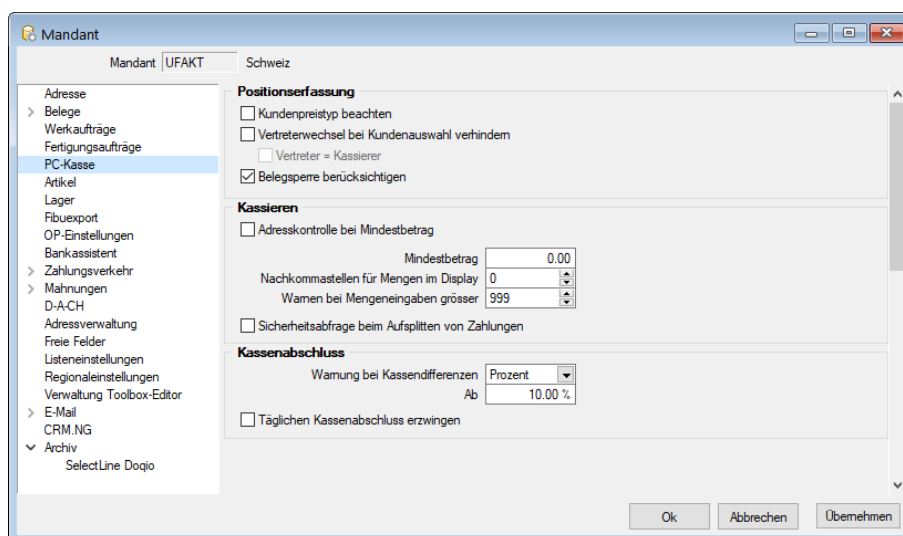 Mandant
Mandant UFAKT Schweiz
Adresse
Belege
Werkaufträge
Fertigungsaufträge
PC-Kasse
Artikel
Lager
Fibuexport
OP-Einstellungen
Bankassistent
Zahlungsverkehr
Mahnungen
D-A-CH
Adressverwaltung
Freie Felder
Listeneinstellungen
Regionaleinstellungen
Verwaltung Toolbox-Editor
E-Mail
CRM.NG
Archiv
SelectLine Doqio
Positionserfassung
Kundenpreistyp beachten
Vertreterwechsel bei Kundenauswahl verhindern
Vertreter = Kassierer
Belegsperre berücksichtigen
Kassieren
Adresskontrolle bei Mindestbetrag
Mindestbetrag 0.00
Nachkommastellen für Mengen im Display 0
Warnen bei Mengeneingaben grösser 999
Sicherheitsabfrage beim Aufsplitten von Zahlungen
Kassenabschluss
Warnung bei Kassendifferenzen Prozent
Ab 10.00 %
Täglichen Kassenabschluss erzwingen
Ok Abbrechen Übernehmen